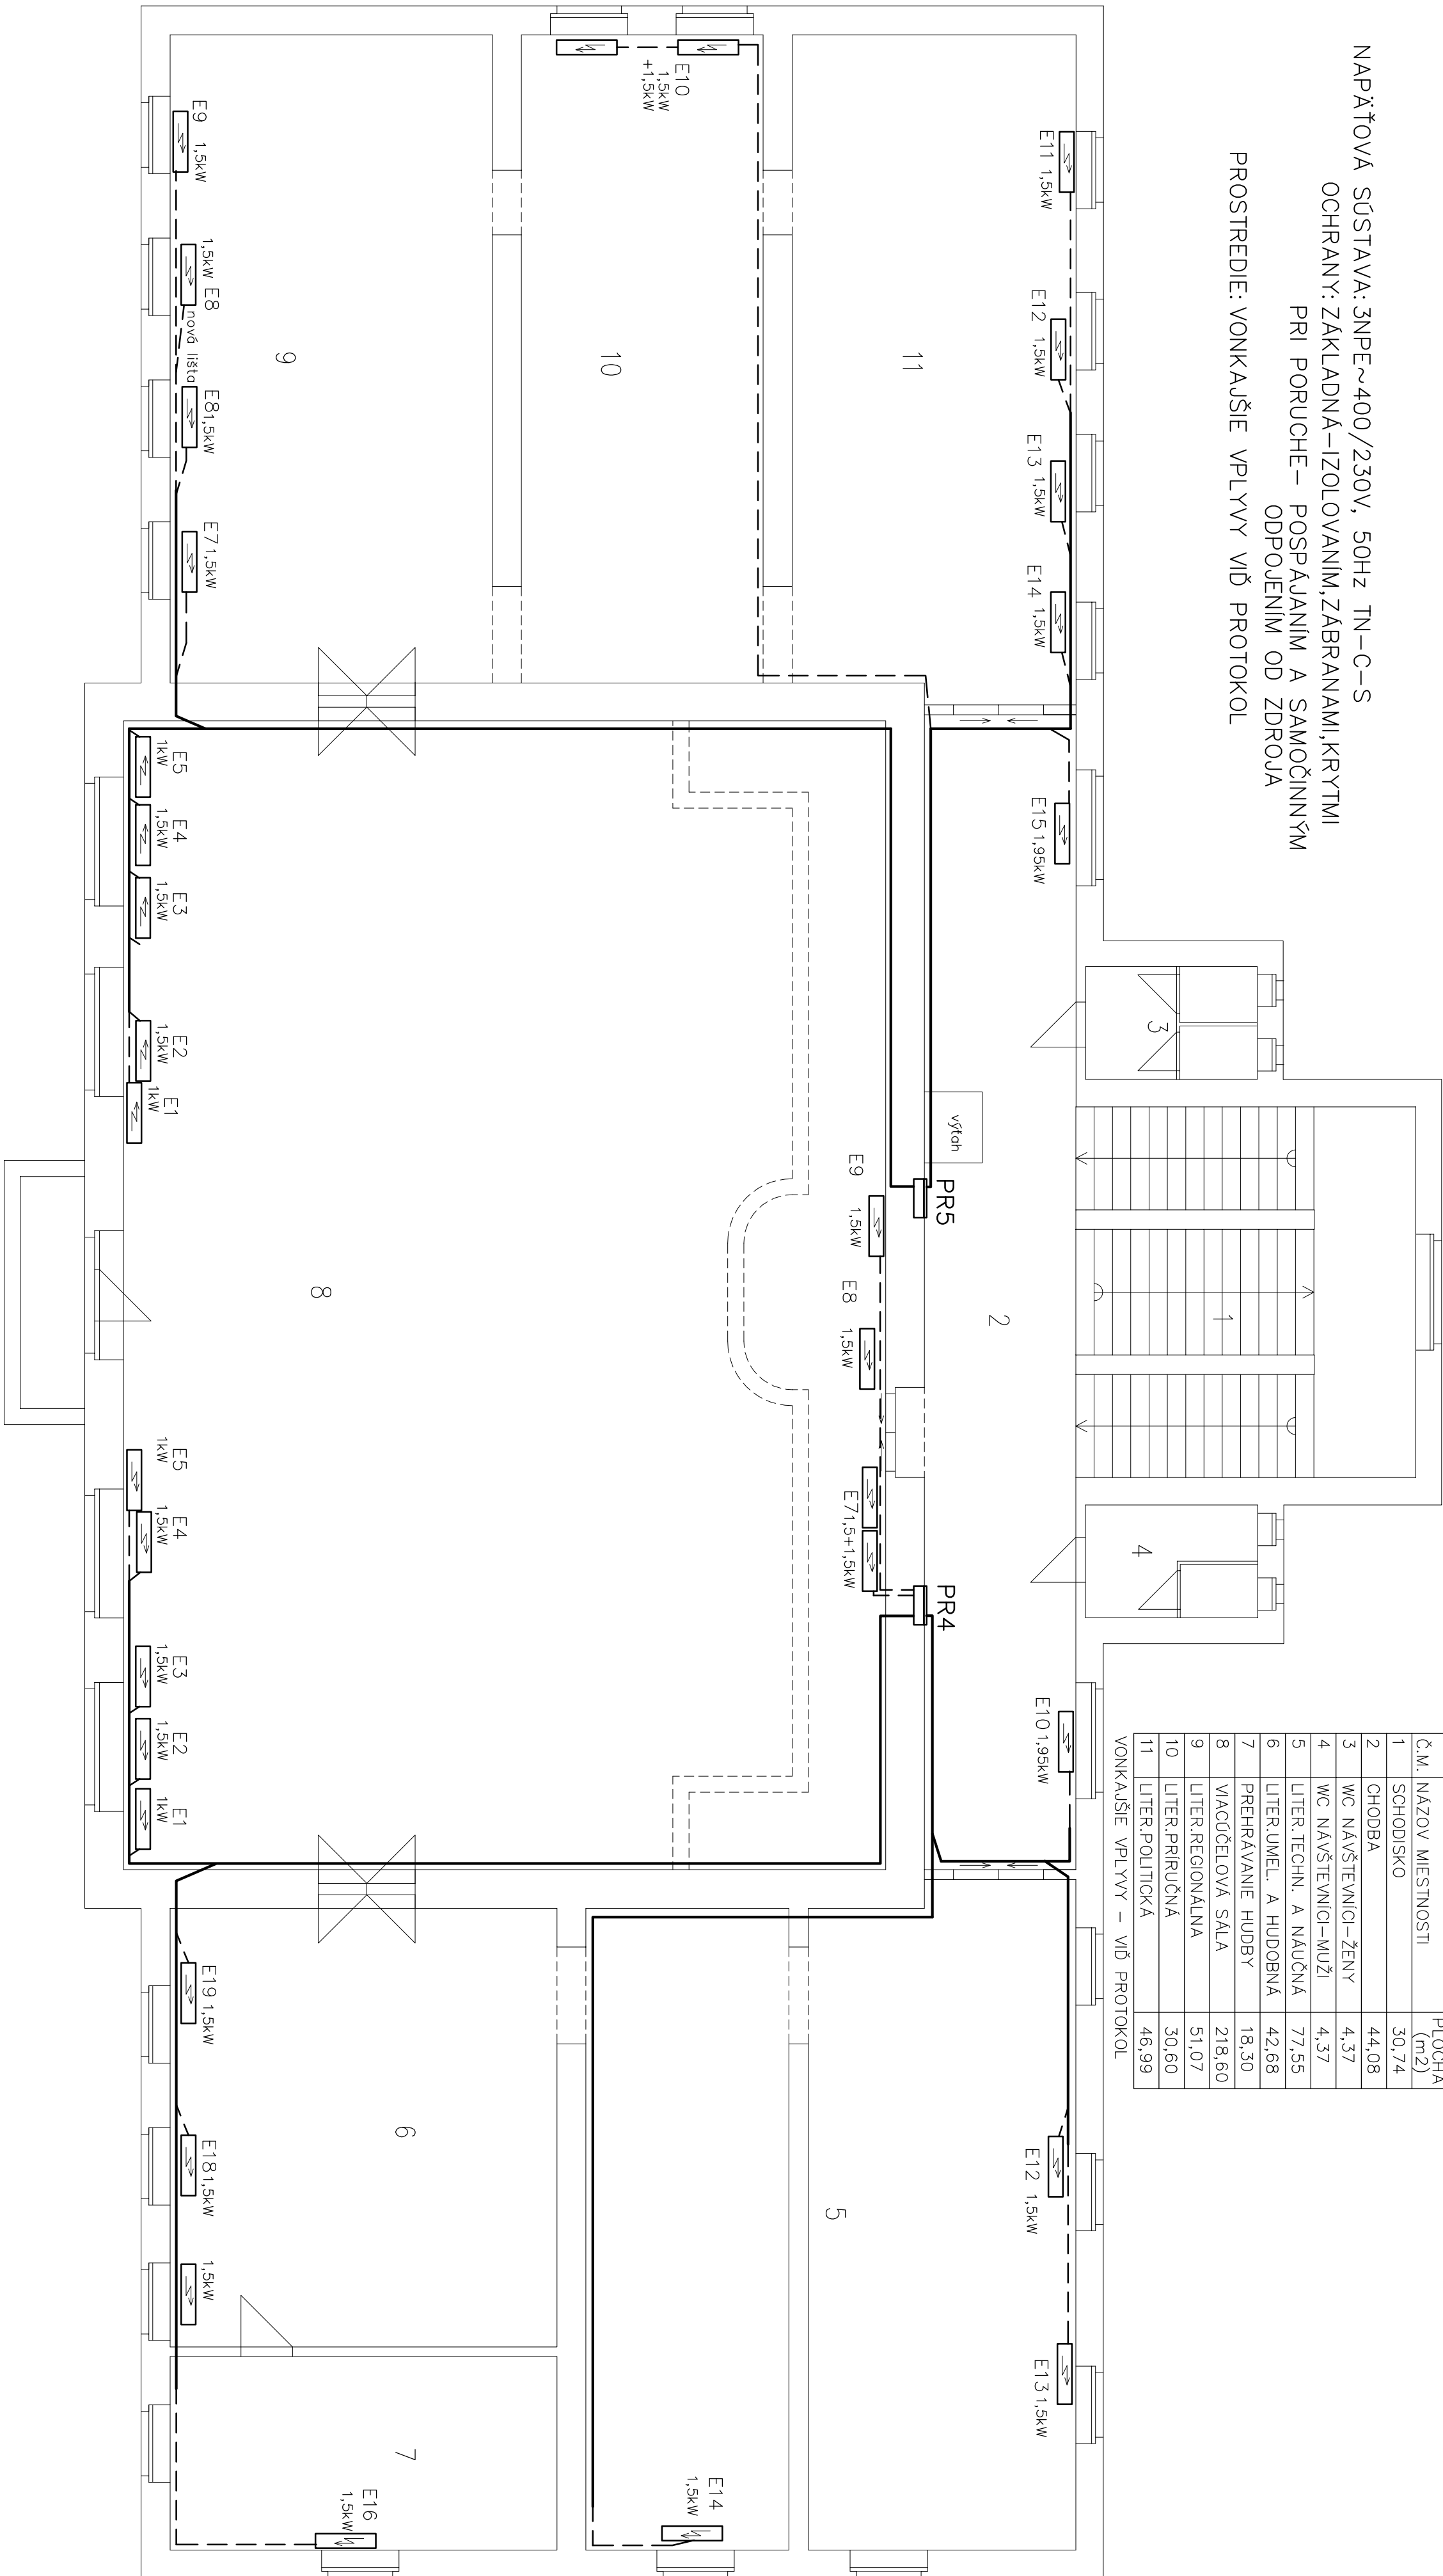 NAPÄŤOVÁ SÚSTAVA: 3NPE~400/230V, 50Hz TN-C-S
OCHRANY: ZÁKLADNÁ-IZOLOVANÍM,ZÁBRANAMI,KRYTMI
PRI PORUCHE- POSPÁJANÍM A SAMOČINNÝM
ODPOJENÍM OD ZDROJA
PROSTREDIE: VONKAJŠIE VPLYVY VIĎ PROTOKOL
Č.M. NÁZOV MIESTNOSTI PLOCHA
(m2)
1 SCHODISKO 30,74
2 CHODBA 44,08
3 WC NÁVŠTEVNÍCI-ŽENY 4,37
4 WC NÁVŠTEVNÍCI-MUŽI 4,37
5 LITER.TECHN. A NÁUČNÁ 77,55
6 LITER.UMEL. A HUDOBNÁ 42,68
7 PREHRÁVANIE HUDBY 18,30
8 VIACÚČELOVÁ SÁLA 218,60
9 LITER.REGIONÁLNA 51,07
10 LITER.PRÍRUČNÁ 30,60
11 LITER.POLITICKÁ 46,99
VONKAJŠIE VPLYVY - VIĎ PROTOKOL
1
3
4
2
výťah
E11 1,5kW
E12 1,5kW
E13 1,5kW
E14 1,5kW
E15 1,95kW
E10 1,95kW
E12 1,5kW
E13 1,5kW
11
PR5
PR4
E9
1,5kW
E8
1,5kW
E7 1,5+1,5kW
5
E10
1,5kW
+1,5kW
10
E14
1,5kW
9
8
6
7
E16
1,5kW
E9 1,5kW
1,5kW E8
nová lišta
E8 1,5kW
E7 1,5kW
E5
1kW
E4
1,5kW
E3
1,5kW
E2
1,5kW
E1
1kW
E5
1kW
E4
1,5kW
E3
1,5kW
E2
1,5kW
E1
1kW
E19 1,5kW
E18 1,5kW
1,5kW